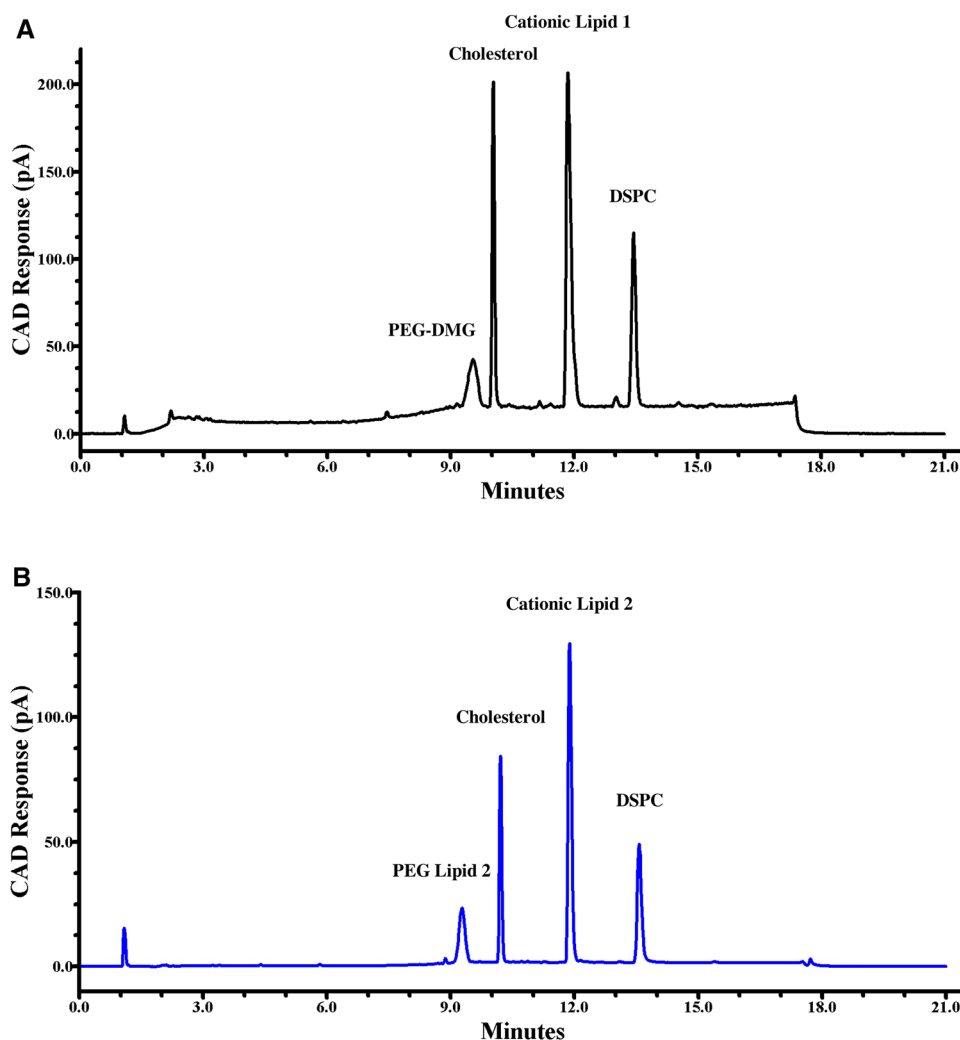 A
Cationic Lipid 1
Cholesterol
DSPC
PEG-DMG
CAD Response (pA)
200.0
150.0
100.0
50.0
0.0
0.0 3.0 6.0 9.0 12.0 15.0 18.0 21.0
Minutes
B
Cationic Lipid 2
Cholesterol
DSPC
PEG Lipid 2
CAD Response (pA)
150.0
100.0
50.0
0.0
0.0 3.0 6.0 9.0 12.0 15.0 18.0 21.0
Minutes